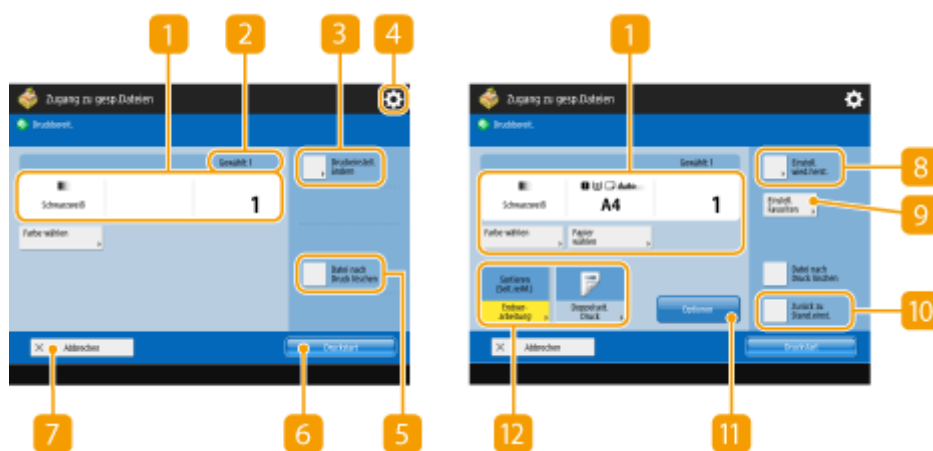 1
2
3
4
Zugang zu gesp.Dateien
Druckbereit.
Gewählt:1
Druckeinstell.
ändern
Schwarzweiß
1
Farbe wählen
Datei nach
Druck löschen
Abbrechen
Druckstart
7
6
5
1
Zugang zu gesp.Dateien
Druckbereit.
Gewählt:1
Einstell.
wied.herst.
8
Auto...
Schwarzweiß
A4
1
Einstell.
Favoriten
9
Farbe wählen
Papier
wählen
Datei nach
Druck löschen
Sortieren
(Seit.reihf.)
Endver-
arbeitung
Doppelseit.
Druck
Optionen
Zurück zu
Stand.einst.
10
Abbrechen
Druckstart
12
11